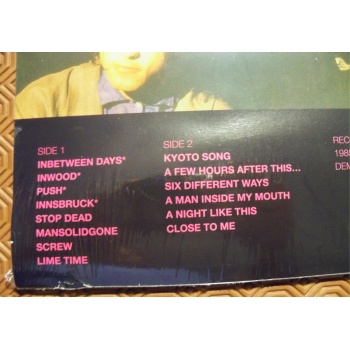 SIDE 1
INBETWEEN DAYS*
INWOOD*
PUSH*
INNSBRUCK*
STOP DEAD
MANSOLIDGONE
SCREW
LIME TIME
SIDE 2
KYOTO SONG
A FEW HOURS AFTER THIS...
SIX DIFFERENT WAYS
A MAN INSIDE MY MOUTH
A NIGHT LIKE THIS
CLOSE TO ME
REC
198
DEM